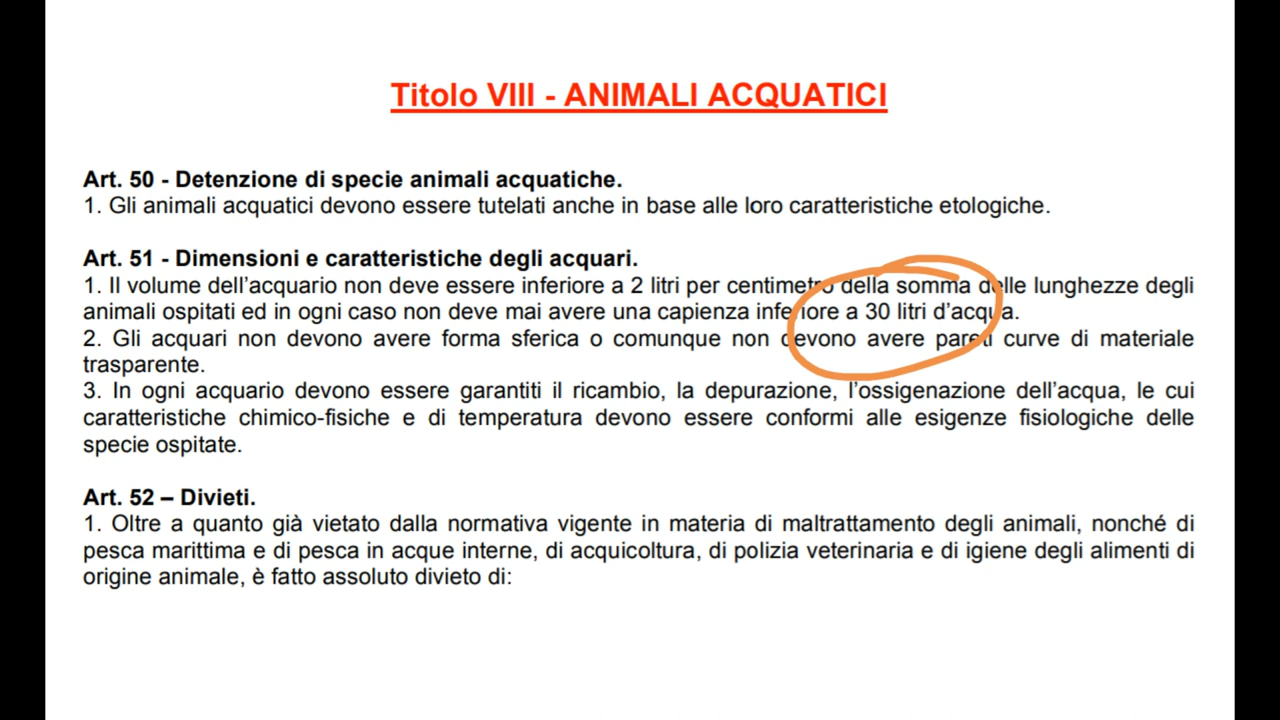 Titolo VIII - ANIMALI ACQUATICI
Art. 50 - Detenzione di specie animali acquatiche.
1. Gli animali acquatici devono essere tutelati anche in base alle loro caratteristiche etologiche.
Art. 51 - Dimensioni e caratteristiche degli acquari.
1. Il volume dell’acquario non deve essere inferiore a 2 litri per centimetro della somma delle lunghezze degli
animali ospitati ed in ogni caso non deve mai avere una capienza inferiore a 30 litri d’acqua.
2. Gli acquari non devono avere forma sferica o comunque non devono avere pareti curve di materiale
trasparente.
3. In ogni acquario devono essere garantiti il ricambio, la depurazione, l’ossigenazione dell’acqua, le cui
caratteristiche chimico-fisiche e di temperatura devono essere conformi alle esigenze fisiologiche delle
specie ospitate.
Art. 52 – Divieti.
1. Oltre a quanto già vietato dalla normativa vigente in materia di maltrattamento degli animali, nonché di
pesca marittima e di pesca in acque interne, di acquicoltura, di polizia veterinaria e di igiene degli alimenti di
origine animale, è fatto assoluto divieto di: